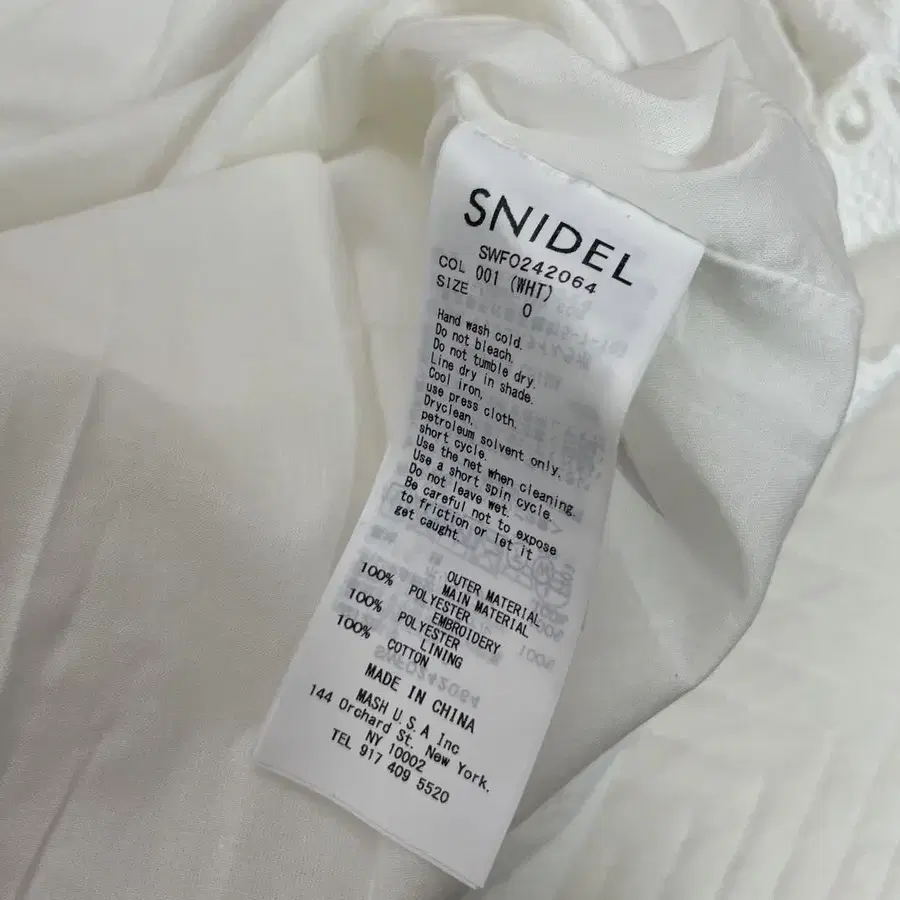 SNIDEL
SWFO242064
COL 001 (WHT)
SIZE 0
Hand wash cold.
Do not bleach.
Do not tumble dry.
Line dry in shade.
Cool iron,
use press cloth.
Dryclean,
petroleum solvent only,
short cycle.
Use the net when cleaning.
Use a short spin cycle.
Do not leave wet.
Be careful not to expose
to friction or let it
get caught.
OUTER MATERIAL
MAIN MATERIAL
100% POLYESTER
EMBROIDERY
100% POLYESTER
LINING
100% COTTON
MADE IN CHINA
MASH U.S.A Inc
144 Orchard St. New York.
NY 10002
TEL 917 409 5520